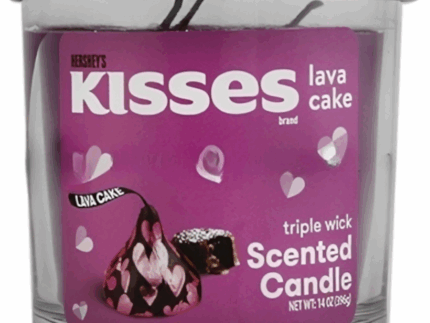 HERSHEY'S
KISSES
brand
lava
cake
LAVA CAKE
triple wick
Scented
Candle
NET WT: 14 OZ (396g)